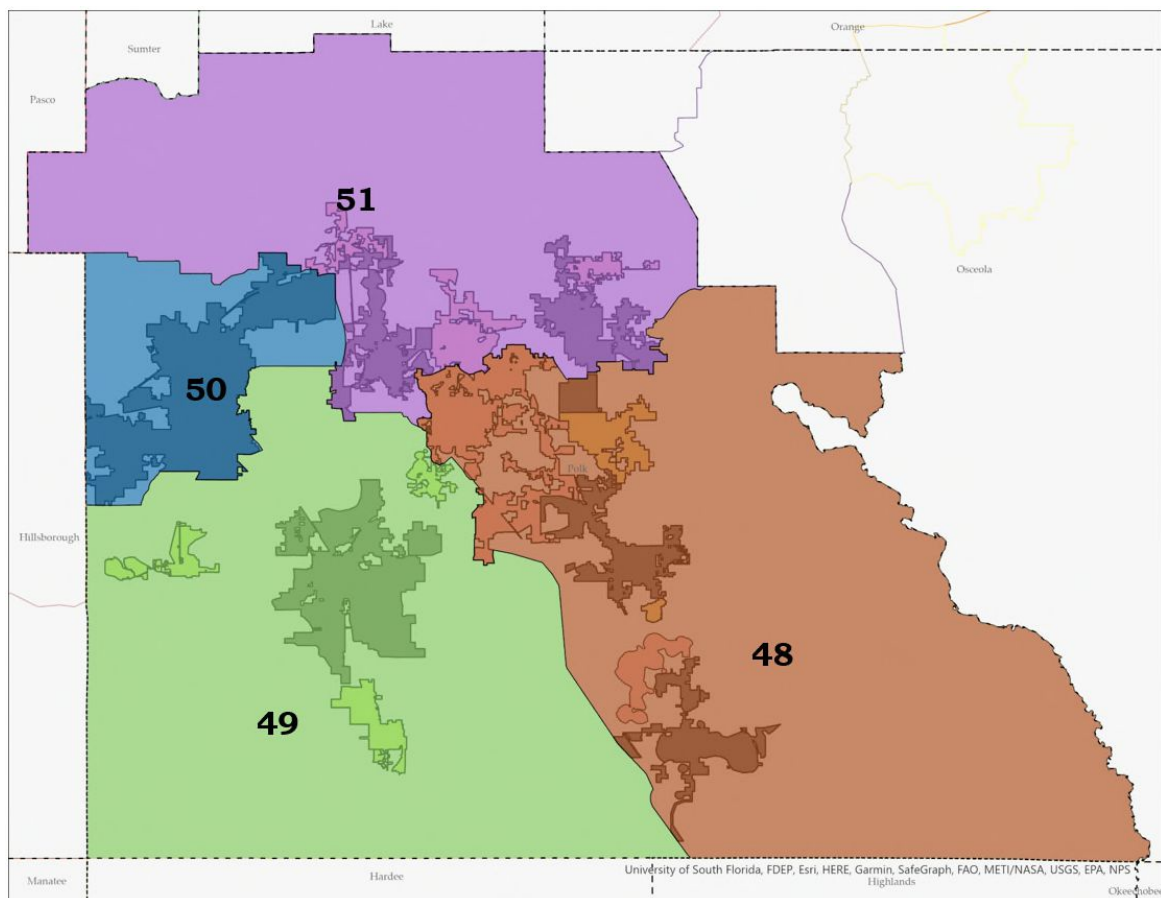 Lake
Orange
Sumter
Pasco
51
Osceola
50
Polk
Hillsborough
48
49
University of South Florida, FDEP, Esri, HERE, Garmin, SafeGraph, FAO, METI/NASA, USGS, EPA, NPS
Manatee
Hardee
Highlands
Okeechobee